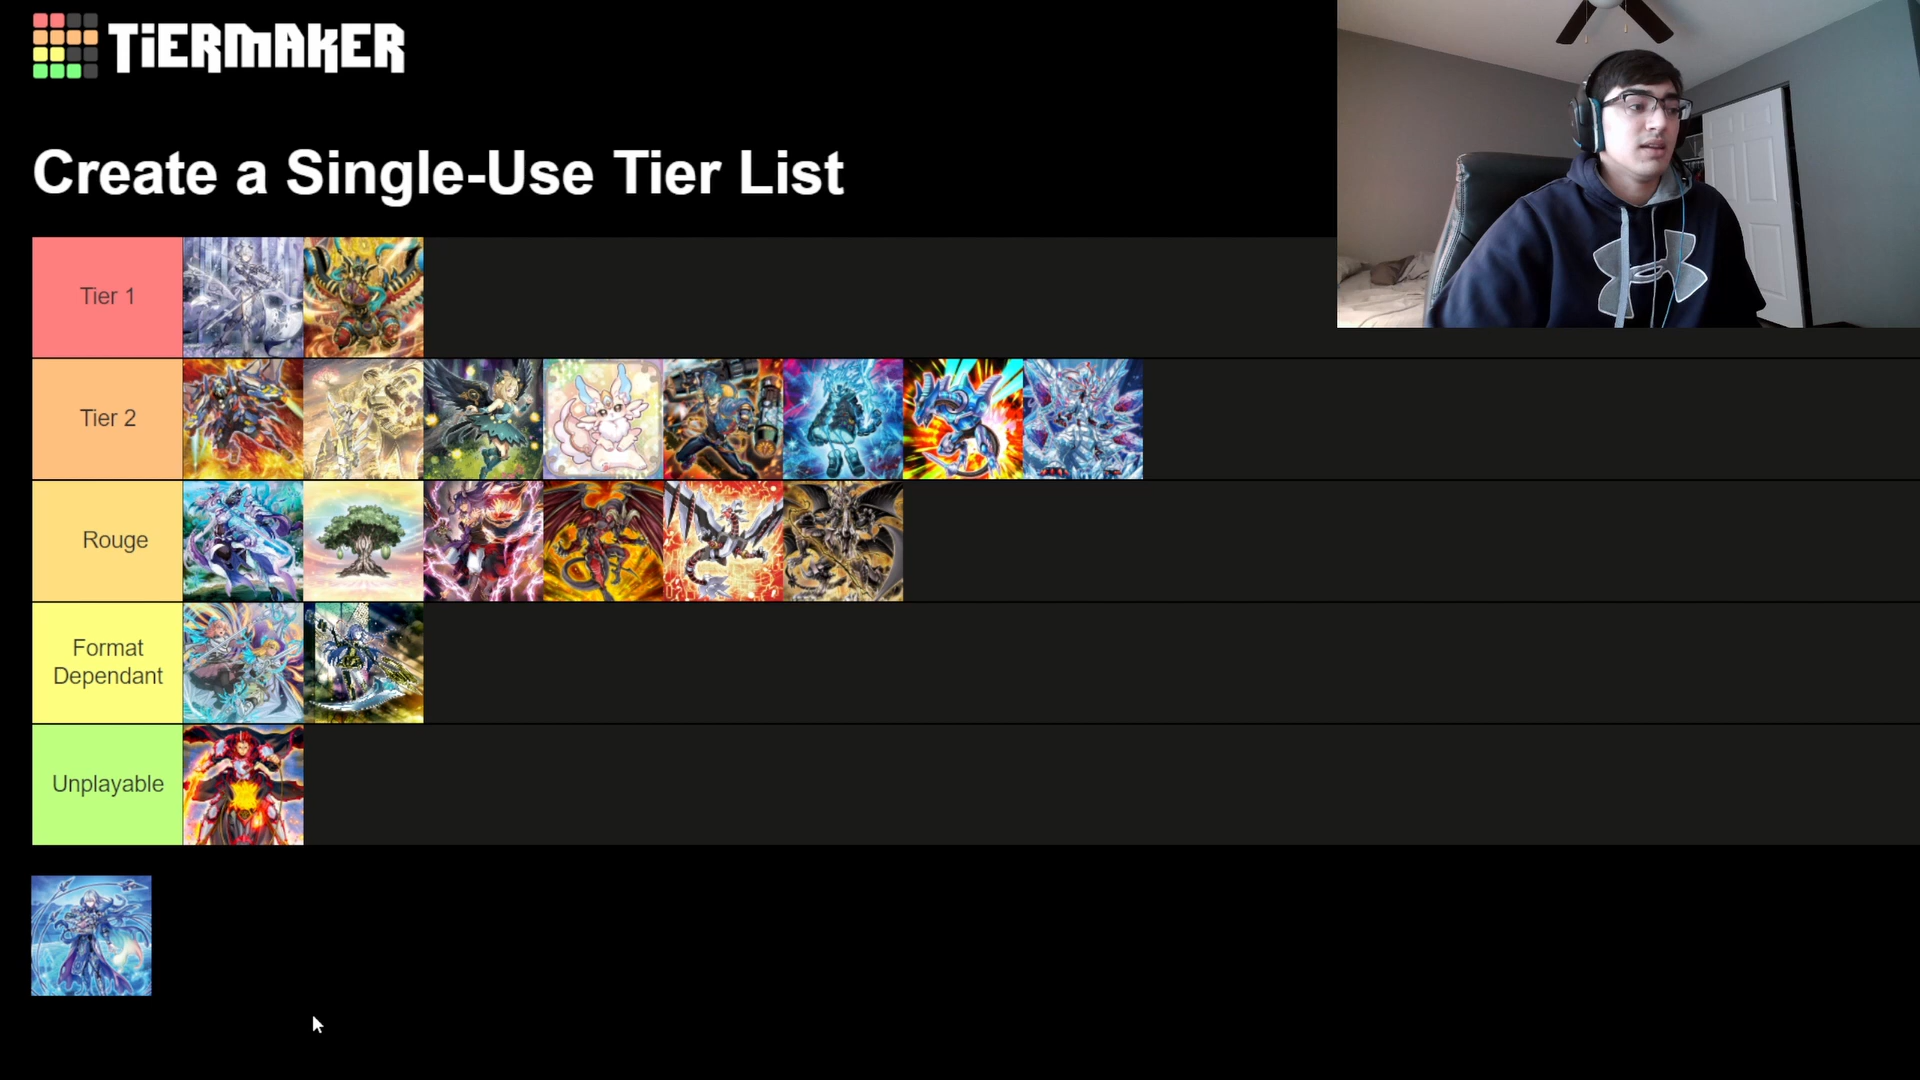 TiERMAKER
Create a Single-Use Tier List
Tier 1
Tier 2
Rouge
Format
Dependant
Unplayable